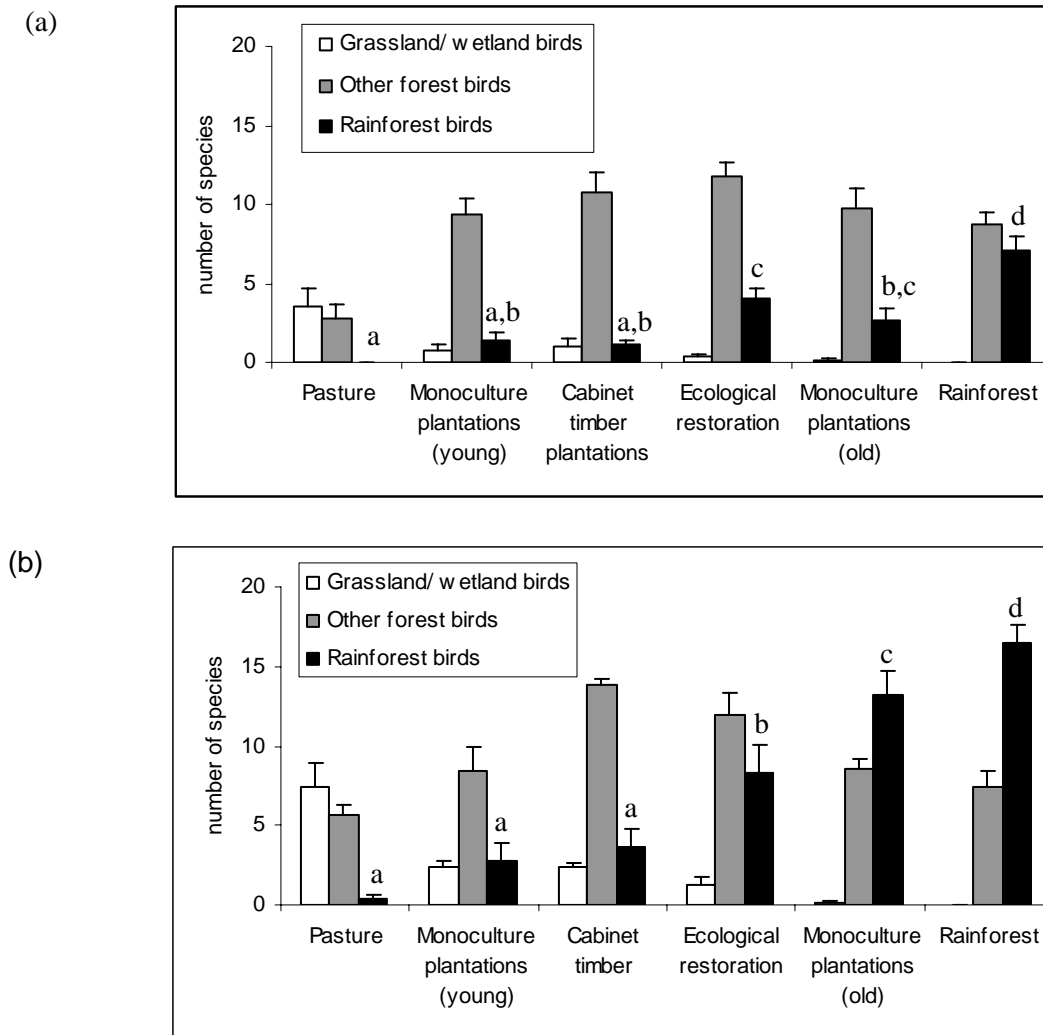 (a)
Grassland/ wetland birds
Other forest birds
Rainforest birds
number of species
20
15
10
5
0
a
a,b
a,b
c
b,c
d
Pasture
Monoculture
plantations
(young)
Cabinet
timber
plantations
Ecological
restoration
Monoculture
plantations
(old)
Rainforest
(b)
Grassland/ wetland birds
Other forest birds
Rainforest birds
number of species
20
15
10
5
0
a
a
a
b
c
d
Pasture
Monoculture
plantations
(young)
Cabinet
timber
Ecological
restoration
Monoculture
plantations
(old)
Rainforest